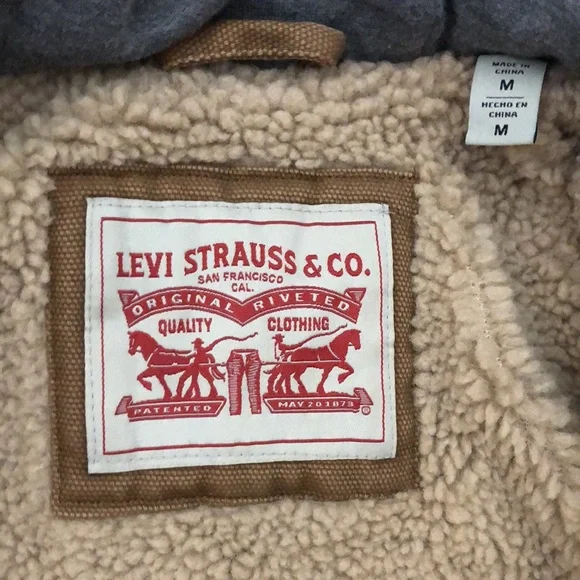 MADE IN
CHINA
M
HECHO EN
CHINA
M
LEVI STRAUSS & CO.
SAN FRANCISCO
CAL.
ORIGINAL RIVETED
QUALITY CLOTHING
PATENTED MAY 20 1873 ®